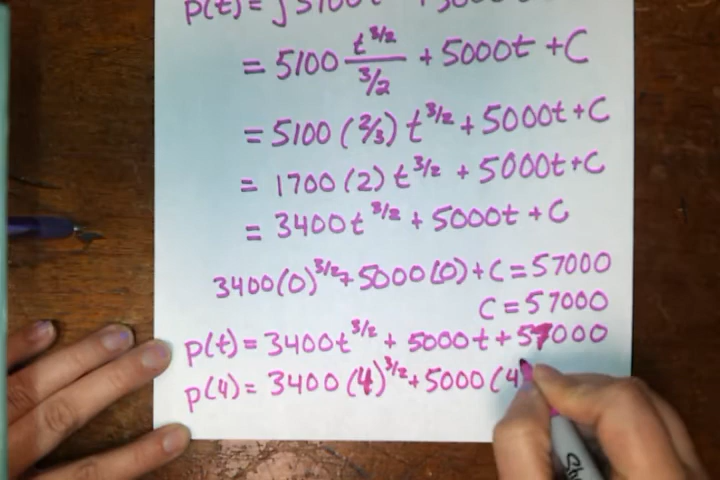 p(t) = ∫ 5100t
= 5100 t^3/2 / 3/2 + 5000t + C
= 5100 (2/3) t^3/2 + 5000t + C
= 1700 (2) t^3/2 + 5000t + C
= 3400t^3/2 + 5000t + C
3400(0)^3/2 + 5000(0) + C = 57000
C = 57000
p(t) = 3400t^3/2 + 5000t + 57000
p(4) = 3400 (4)^3/2 + 5000 (4